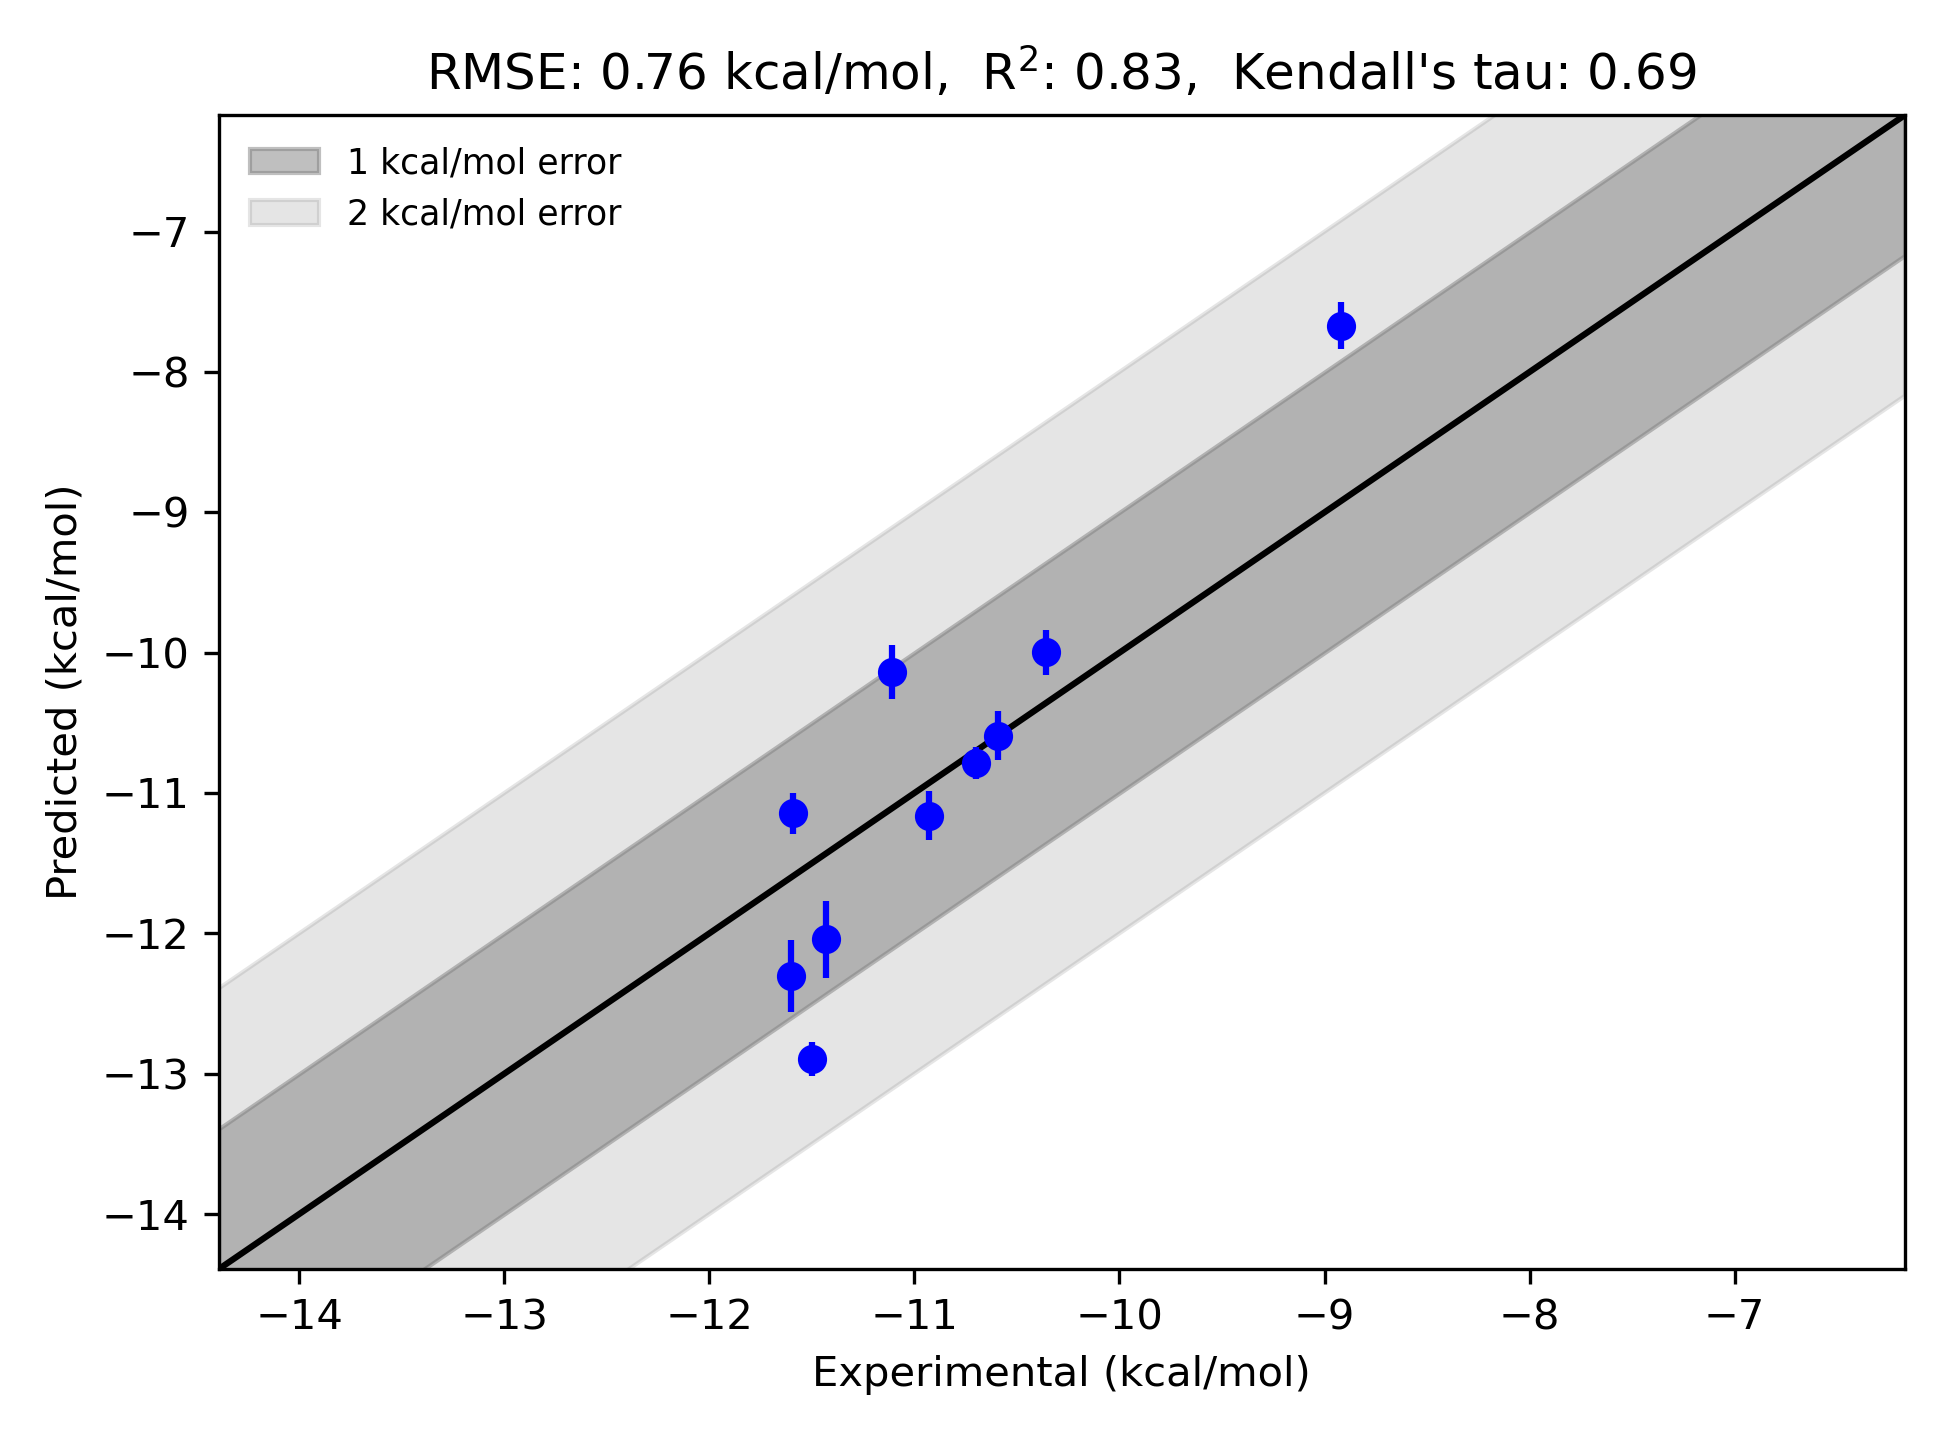 RMSE: 0.76 kcal/mol,  R²: 0.83,  Kendall's tau: 0.69
1 kcal/mol error
2 kcal/mol error
Predicted (kcal/mol)
−7
−8
−9
−10
−11
−12
−13
−14
−14 −13 −12 −11 −10 −9 −8 −7
Experimental (kcal/mol)